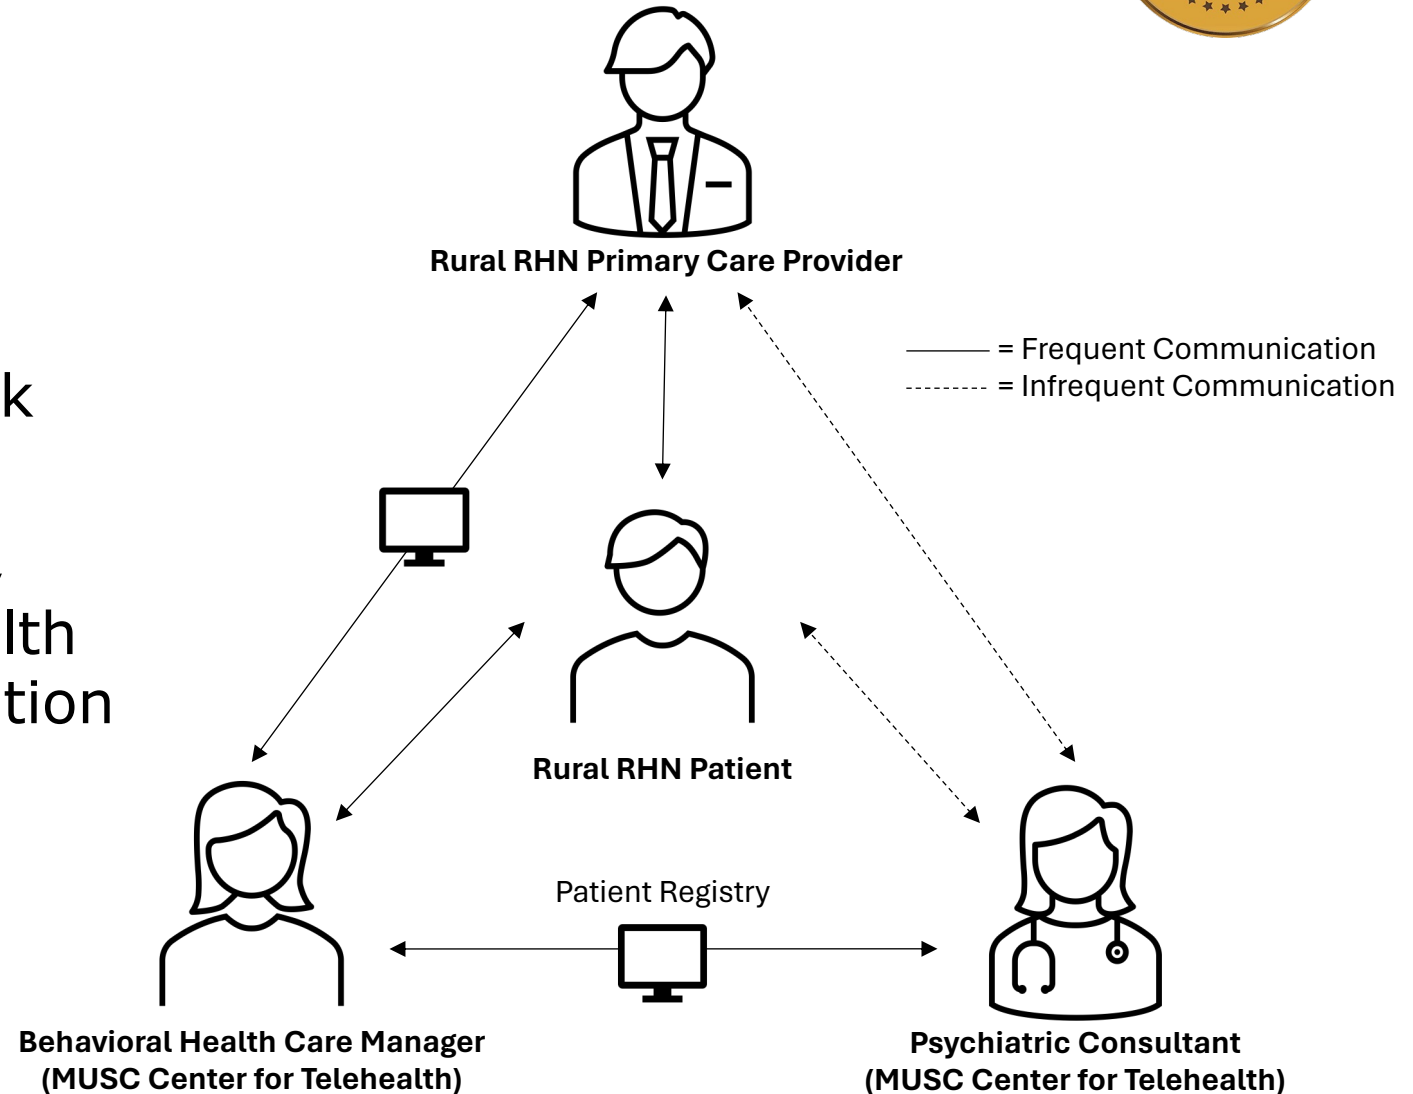 Rural RHN Primary Care Provider
= Frequent Communication
= Infrequent Communication
k
lth
tion
Rural RHN Patient
Patient Registry
Behavioral Health Care Manager
(MUSC Center for Telehealth)
Psychiatric Consultant
(MUSC Center for Telehealth)